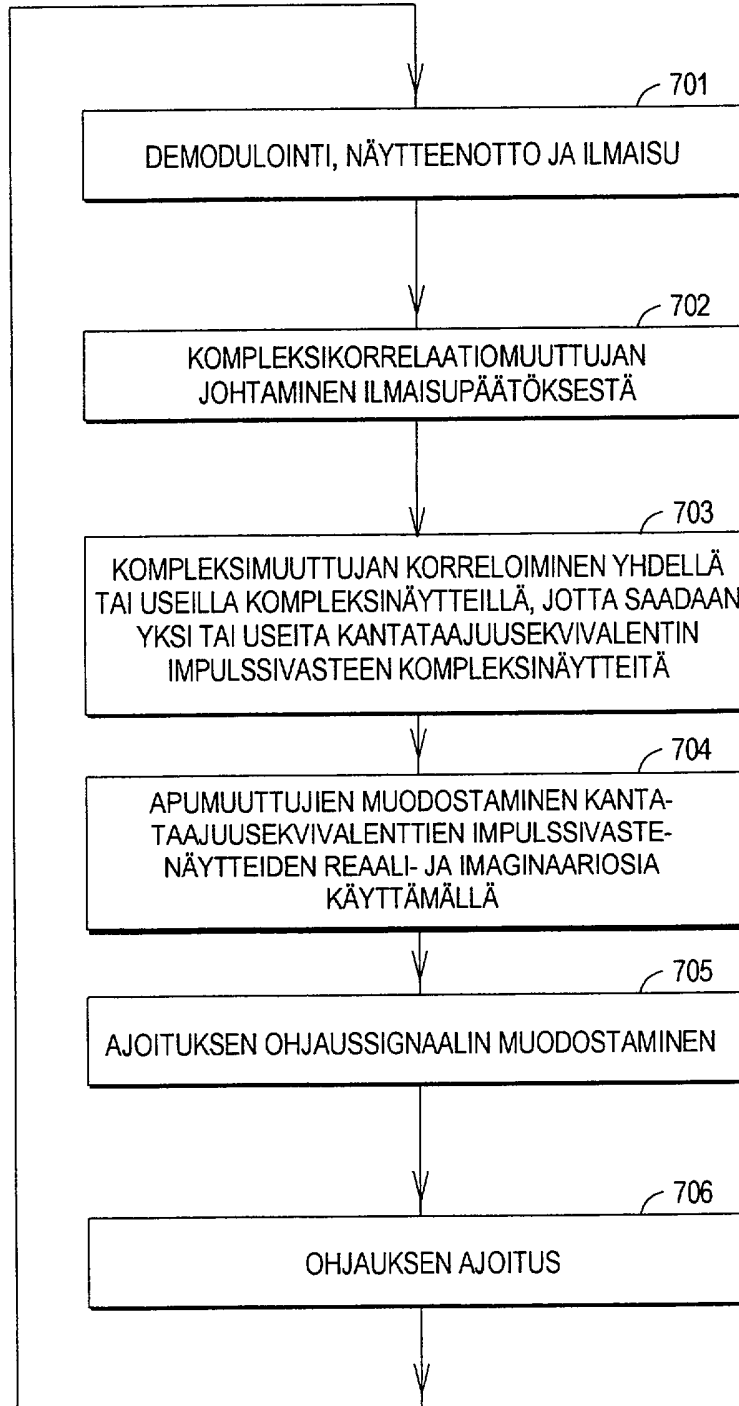 701
DEMODULOINTI, NÄYTTEENOTTO JA ILMAISU
702
KOMPLEKSIKORRELAATIOMUUTTUJAN
JOHTAMINEN ILMAISUPÄÄTÖKSESTÄ
703
KOMPLEKSIMUUTTUJAN KORRELOIMINEN YHDELLÄ
TAI USEILLA KOMPLEKSINÄYTTEILLÄ, JOTTA SAADAAN
YKSI TAI USEITA KANTATAAJUUSEKVIVALENTIN
IMPULSSIVASTEEN KOMPLEKSINÄYTTEITÄ
704
APUMUUTTUJIEN MUODOSTAMINEN KANTA-
TAAJUUSEKVIVALENTTIEN IMPULSSIVASTE-
NÄYTTEIDEN REAALI- JA IMAGINAARIOSIA
KÄYTTÄMÄLLÄ
705
AJOITUKSEN OHJAUSSIGNAALIN MUODOSTAMINEN
706
OHJAUKSEN AJOITUS